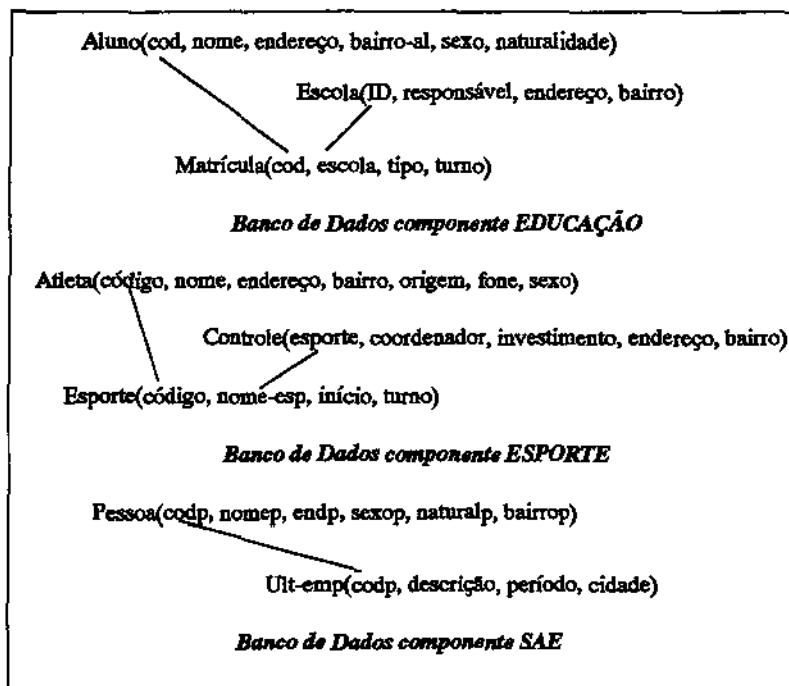 Aluno(cod, nome, endereço, bairro-al, sexo, naturalidade)
Escola(ID, responsável, endereço, bairro)
Matrícula(cod, escola, tipo, turno)
Banco de Dados componente EDUCAÇÃO
Atleta(código, nome, endereço, bairro, origem, fone, sexo)
Controle(esporte, coordenador, investimento, endereço, bairro)
Esporte(código, nome-esp, início, turno)
Banco de Dados componente ESPORTE
Pessoa(codp, nomep, endp, sexop, naturalp, bairrop)
Ult-emp(codp, descrição, período, cidade)
Banco de Dados componente SAE